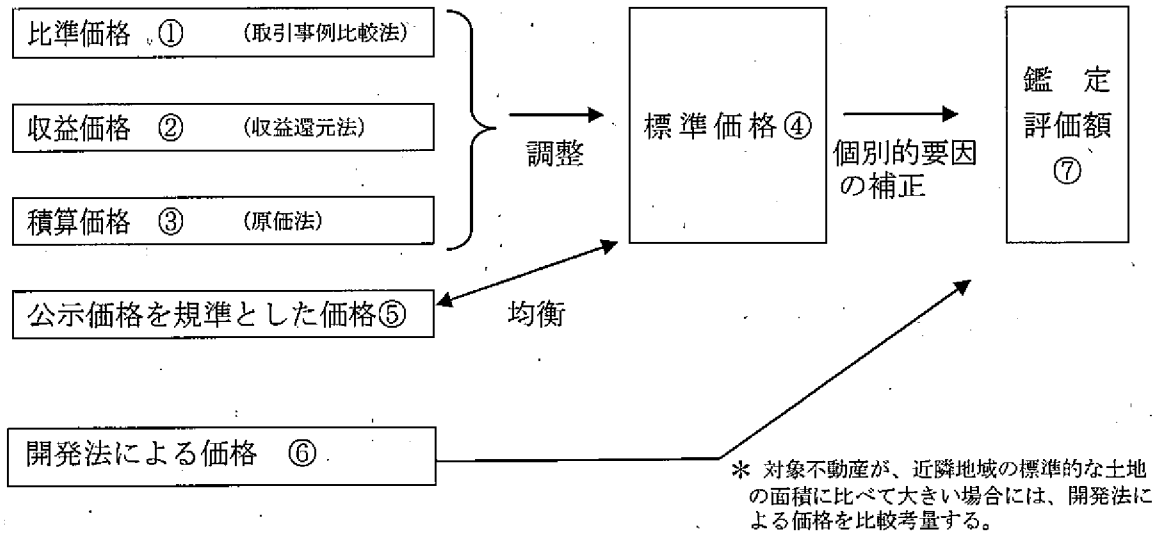 比準価格 ① (取引事例比較法)
収益価格 ② (収益還元法)
積算価格 ③ (原価法)
公示価格を規準とした価格⑤
開発法による価格 ⑥
調整
均衡
標準価格④
個別的要因
の補正
鑑 定
評価額
⑦
＊ 対象不動産が、近隣地域の標準的な土地
の面積に比べて大きい場合には、開発法に
よる価格を比較考量する。